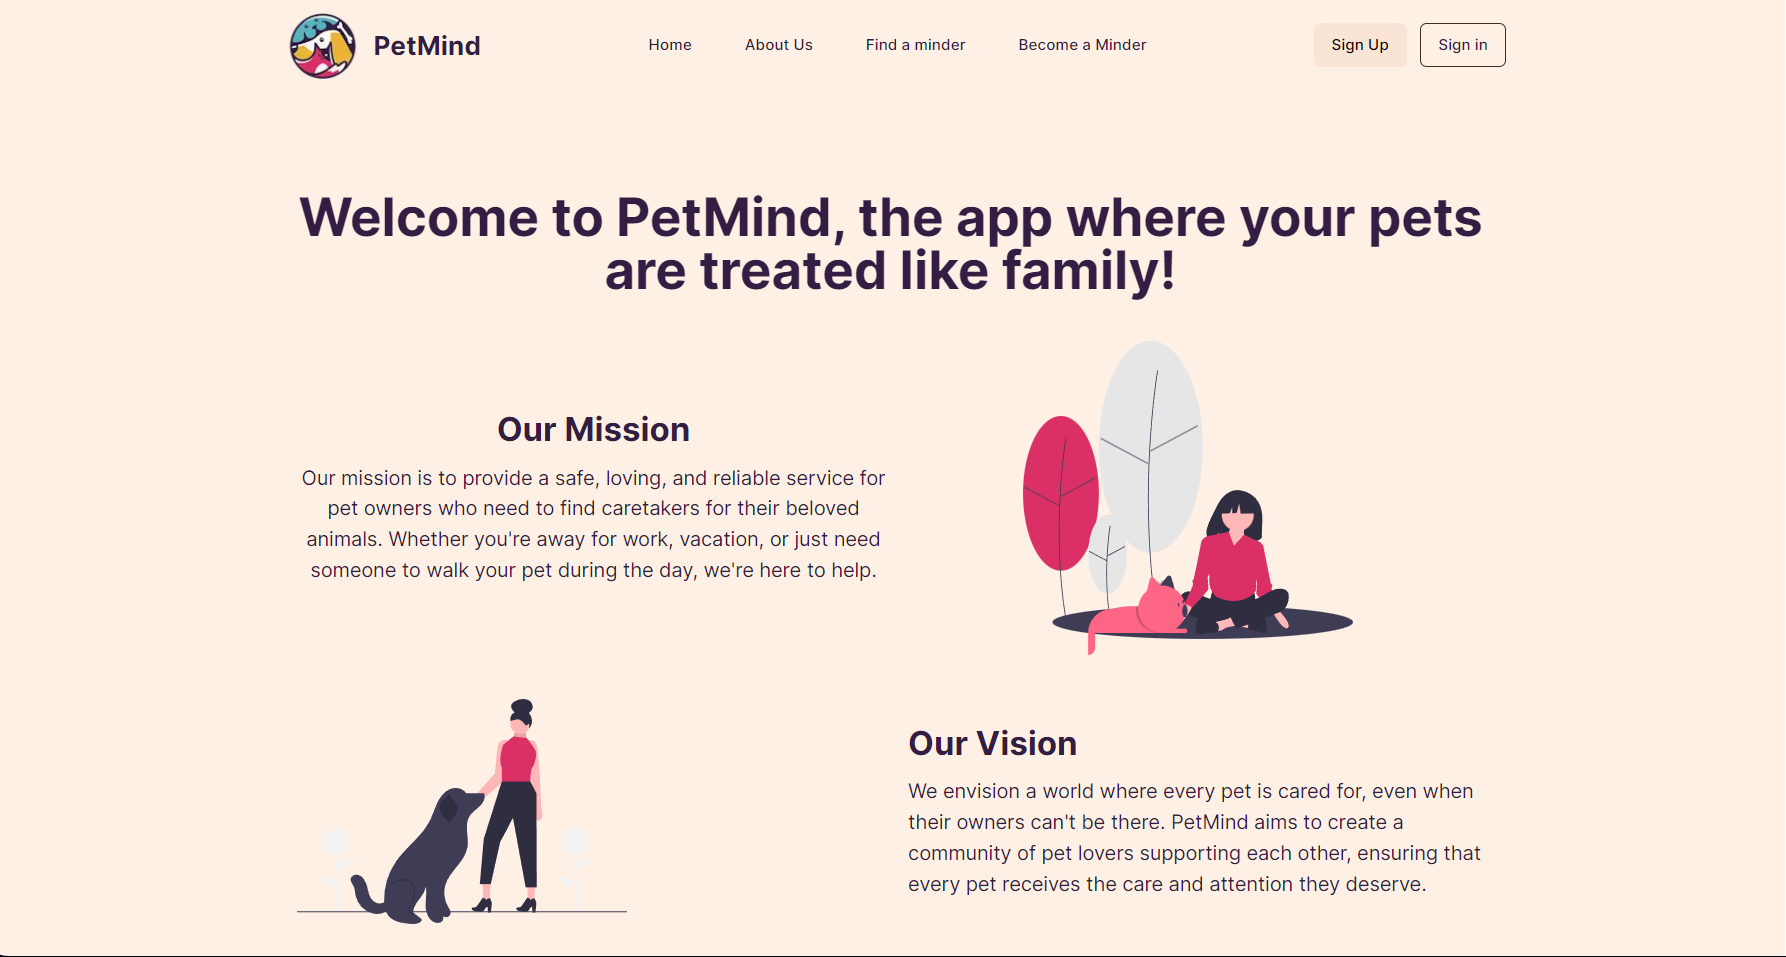 PetMind
Home
About Us
Find a minder
Become a Minder
Sign Up
Sign in
Welcome to PetMind, the app where your pets
are treated like family!
Our Mission
Our mission is to provide a safe, loving, and reliable service for
pet owners who need to find caretakers for their beloved
animals. Whether you're away for work, vacation, or just need
someone to walk your pet during the day, we're here to help.
Our Vision
We envision a world where every pet is cared for, even when
their owners can't be there. PetMind aims to create a
community of pet lovers supporting each other, ensuring that
every pet receives the care and attention they deserve.